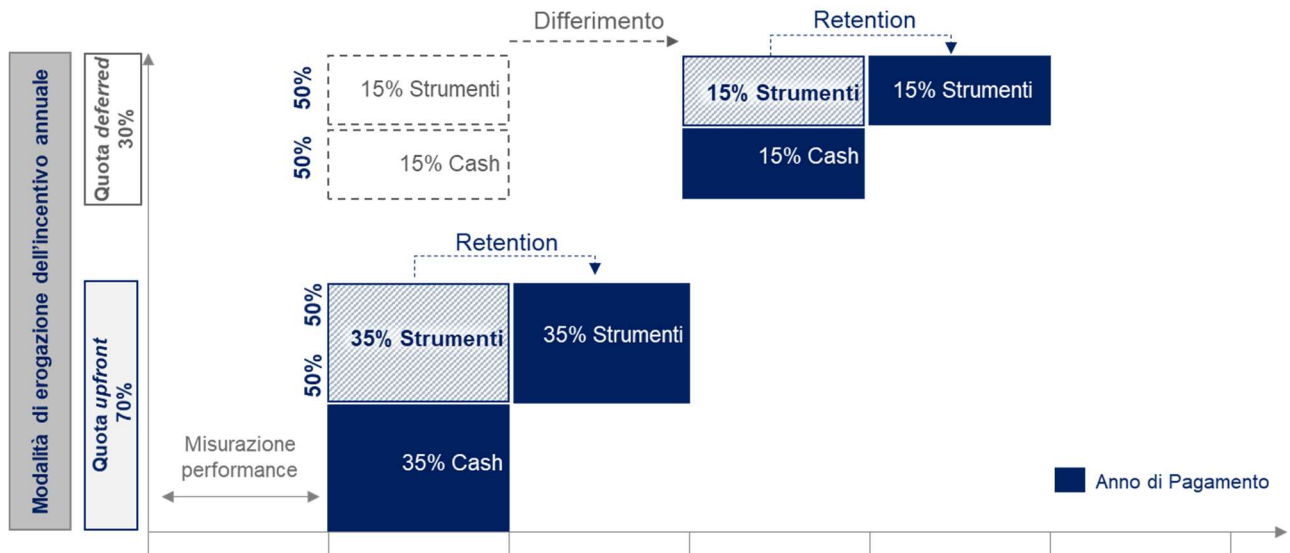 Modalità di erogazione dell'incentivo annuale
Quota deferred
30%
50%
50%
15% Strumenti
15% Cash
Differimento
Retention
15% Strumenti
15% Strumenti
15% Cash
Quota upfront
70%
50%
50%
Retention
35% Strumenti
35% Strumenti
35% Cash
Misurazione
performance
Anno di Pagamento